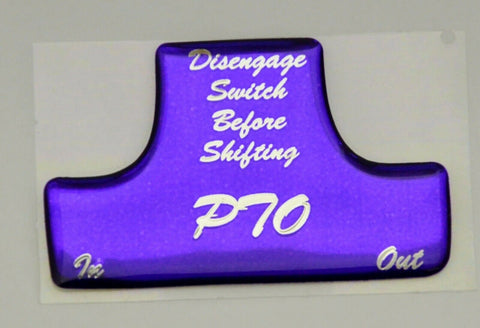 Disengage
Switch
Before
Shifting
PTO
In Out